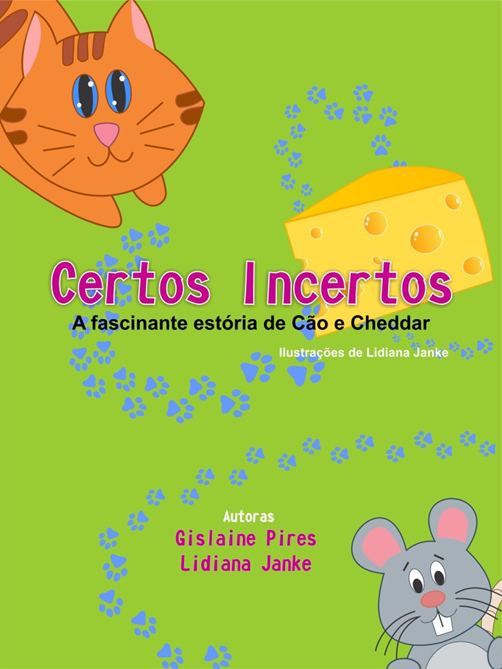 Certos Incertos
A fascinante estória de Cão e Cheddar
Ilustrações de Lidiana Janke
Autoras
Gislaine Pires
Lidiana Janke